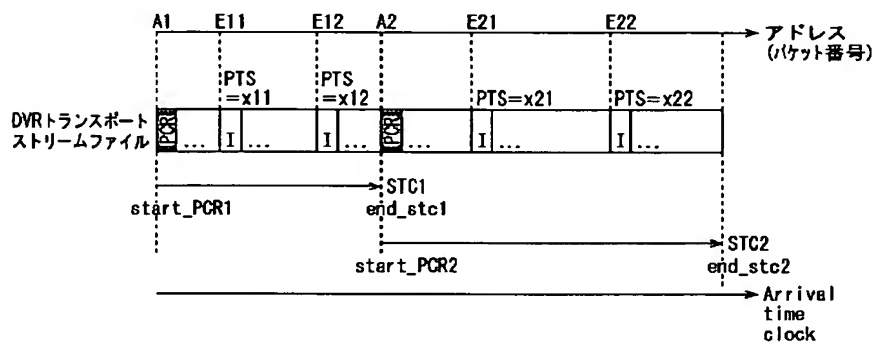 A1 E11 E12 A2 E21 E22
アドレス
(パケット番号)
PTS
=x11
PTS
=x12
PTS=x21
PTS=x22
DVRトランスポート
ストリームファイル
PCR ... I ... I ... PCR ... I ... I ...
STC1
start_PCR1
end_stc1
STC2
start_PCR2
end_stc2
Arrival
time
clock